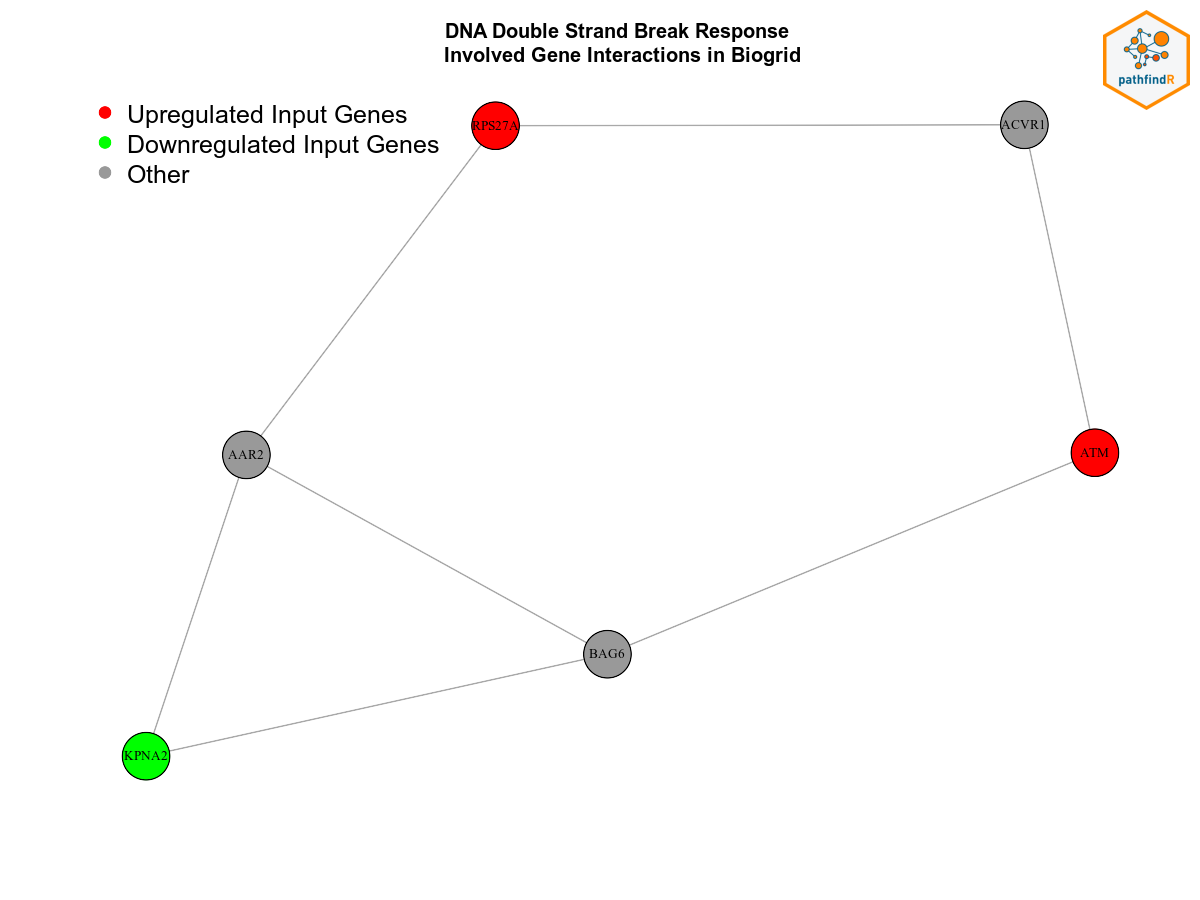 DNA Double Strand Break Response
Involved Gene Interactions in Biogrid
pathfindR
Upregulated Input Genes
Downregulated Input Genes
Other
RPS27A
ACVR1
AAR2
ATM
BAG6
KPNA2